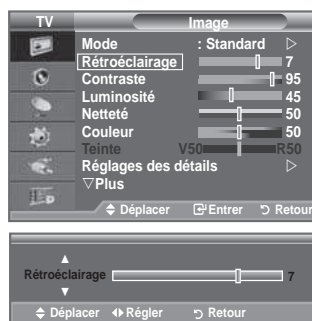 TV Image
Mode : Standard ▷
Rétroéclairage 7
Contraste 95
Luminosité 45
Netteté 50
Couleur 50
Teinte V50 R50
Réglages des détails ▷
▽Plus
Déplacer Entrer Retour
▲
Rétroéclairage 7
▼
Déplacer Régler Retour